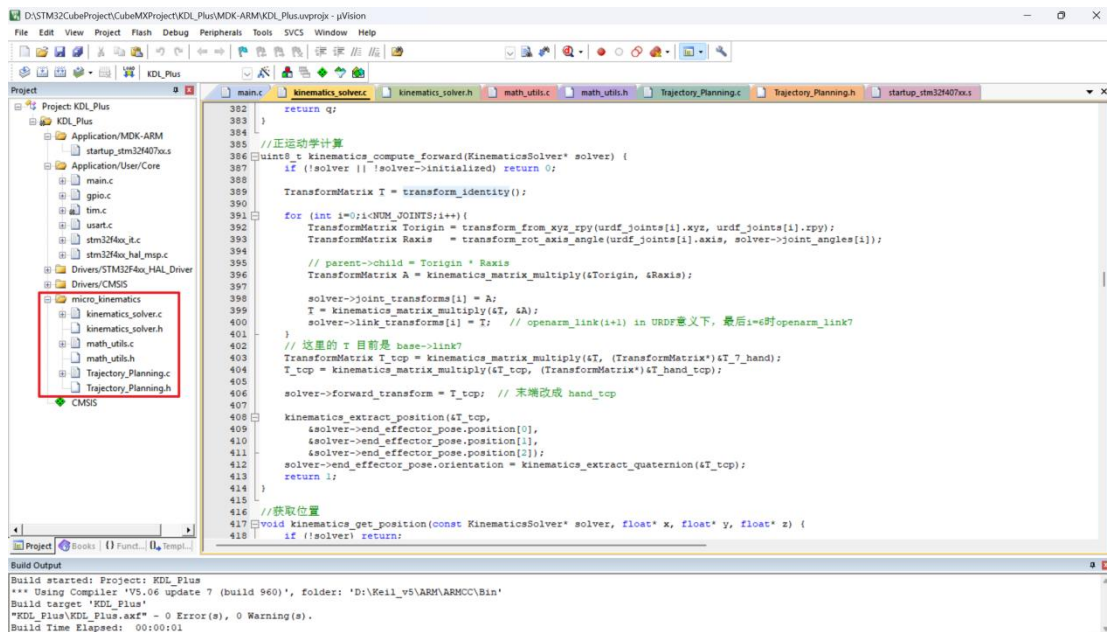 D:\STM32CubeProject\CubeMXProject\KDL_Plus\MDK-ARM\KDL_Plus.uvprojx - µVision
File Edit View Project Flash Debug Peripherals Tools SVCS Window Help
KDL_Plus
Project
Project: KDL_Plus
KDL_Plus
Application/MDK-ARM
startup_stm32f407xx.s
Application/User/Core
main.c
gpio.c
tim.c
usart.c
stm32f4xx_it.c
stm32f4xx_hal_msp.c
Drivers/STM32F4xx_HAL_Driver
Drivers/CMSIS
micro_kinematics
kinematics_solver.c
kinematics_solver.h
math_utils.c
math_utils.h
Trajectory_Planning.c
Trajectory_Planning.h
CMSIS
Project Books {} Funct... 0 Templ...
main.c kinematics_solver.c kinematics_solver.h math_utils.c math_utils.h Trajectory_Planning.c Trajectory_Planning.h startup_stm32f407xx.s
382 return q;
383 }
384
385 //正运动学计算
386 uint8_t kinematics_compute_forward(KinematicsSolver* solver) {
387 if (!solver || !solver->initialized) return 0;
388
389 TransformMatrix T = transform_identity();
390
391 for (int i=0;i<NUM_JOINTS;i++){
392 TransformMatrix Torigin = transform_from_xyz_rpy(urdf_joints[i].xyz, urdf_joints[i].rpy);
393 TransformMatrix Raxis = transform_rot_axis_angle(urdf_joints[i].axis, solver->joint_angles[i]);
394
395 // parent->child = Torigin * Raxis
396 TransformMatrix A = kinematics_matrix_multiply(&Torigin, &Raxis);
397
398 solver->joint_transforms[i] = A;
399 T = kinematics_matrix_multiply(&T, &A);
400 solver->link_transforms[i] = T; // openarm_link(i+1) in URDF意义下，最后i=6时openarm_link7
401 }
402 // 这里的 T 目前是 base->link7
403 TransformMatrix T_tcp = kinematics_matrix_multiply(&T, (TransformMatrix*)&T_7_hand);
404 T_tcp = kinematics_matrix_multiply(&T_tcp, (TransformMatrix*)&T_hand_tcp);
405
406 solver->forward_transform = T_tcp; // 末端改成 hand_tcp
407
408 kinematics_extract_position(&T_tcp,
409 &solver->end_effector_pose.position[0],
410 &solver->end_effector_pose.position[1],
411 &solver->end_effector_pose.position[2]);
412 solver->end_effector_pose.orientation = kinematics_extract_quaternion(&T_tcp);
413 return 1;
414 }
415
416 //获取位置
417 void kinematics_get_position(const KinematicsSolver* solver, float* x, float* y, float* z) {
418 if (!solver) return;
Build Output
Build started: Project: KDL_Plus
*** Using Compiler 'V5.06 update 7 (build 960)', folder: 'D:\Keil_v5\ARM\ARMCC\Bin'
Build target 'KDL_Plus'
"KDL_Plus\KDL_Plus.axf" - 0 Error(s), 0 Warning(s).
Build Time Elapsed: 00:00:01